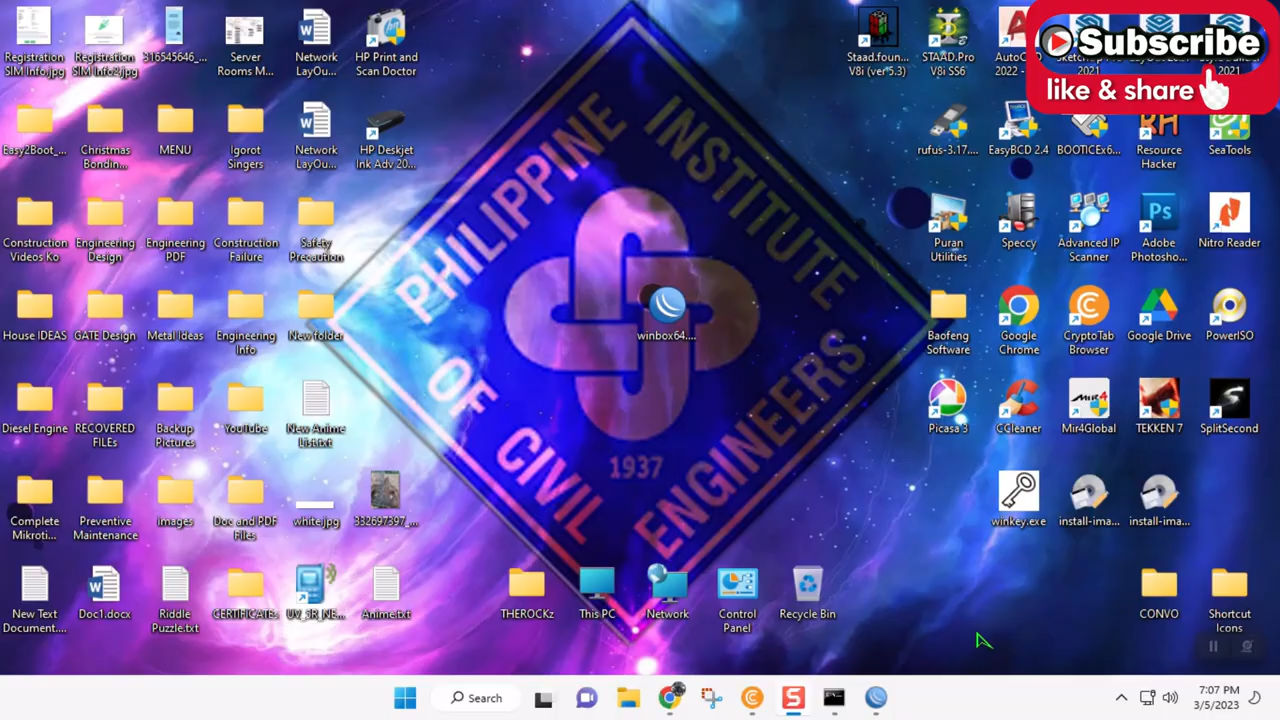 Registration
SIM Info.jpg
Registration
SIM Info2.jpg
316545646_...
Server
Rooms M...
Network
LayOu...
HP Print and
Scan Doctor
Staad.foun...
V8i (ver 5.3)
STAAD.Pro
V8i SS6
2022 -
2021
2021
Subscribe
like & share
Easy2Boot_...
Christmas
Bondin...
MENU
Igorot
Singers
Network
LayOu...
HP Deskjet
Ink Adv 20...
rufus-3.17....
EasyBCD 2.4
BOOTICEx6...
Resource
Hacker
SeaTools
Construction
Videos Ko
Engineering
Design
Engineering
PDF
Construction
Failure
Safety
Precaution
Puran
Utilities
Speccy
Advanced IP
Scanner
Adobe
Photosho...
Nitro Reader
House IDEAS
GATE Design
Metal Ideas
Engineering
Info
New folder
winbox64....
Baofeng
Software
Google
Chrome
CryptoTab
Browser
Google Drive
PowerISO
Diesel Engine
RECOVERED
FILEs
Backup
Pictures
YouTube
New Anime
List.txt
Picasa 3
CCleaner
Mir4Global
TEKKEN 7
SplitSecond
Complete
Mikroti...
Preventive
Maintenance
images
Doc and PDF
Files
white.jpg
332697397_...
winkey.exe
install-ima...
install-ima...
New Text
Document....
Doc1.docx
Riddle
Puzzle.txt
CERTIFICATEs
UV_5R_NE...
Anime.txt
THEROCKz
This PC
Network
Control
Panel
Recycle Bin
CONVO
Shortcut
Icons
PHILIPPINE
INSTITUTE
OF CIVIL
ENGINEERS
1937
Search
7:07 PM
3/5/2023